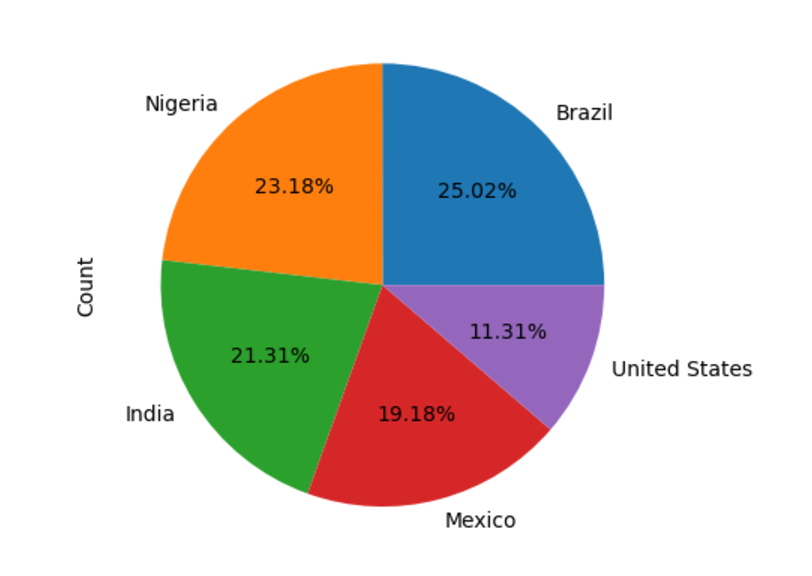 Nigeria
Brazil
23.18%
25.02%
Count
11.31%
21.31%
United States
India
19.18%
Mexico